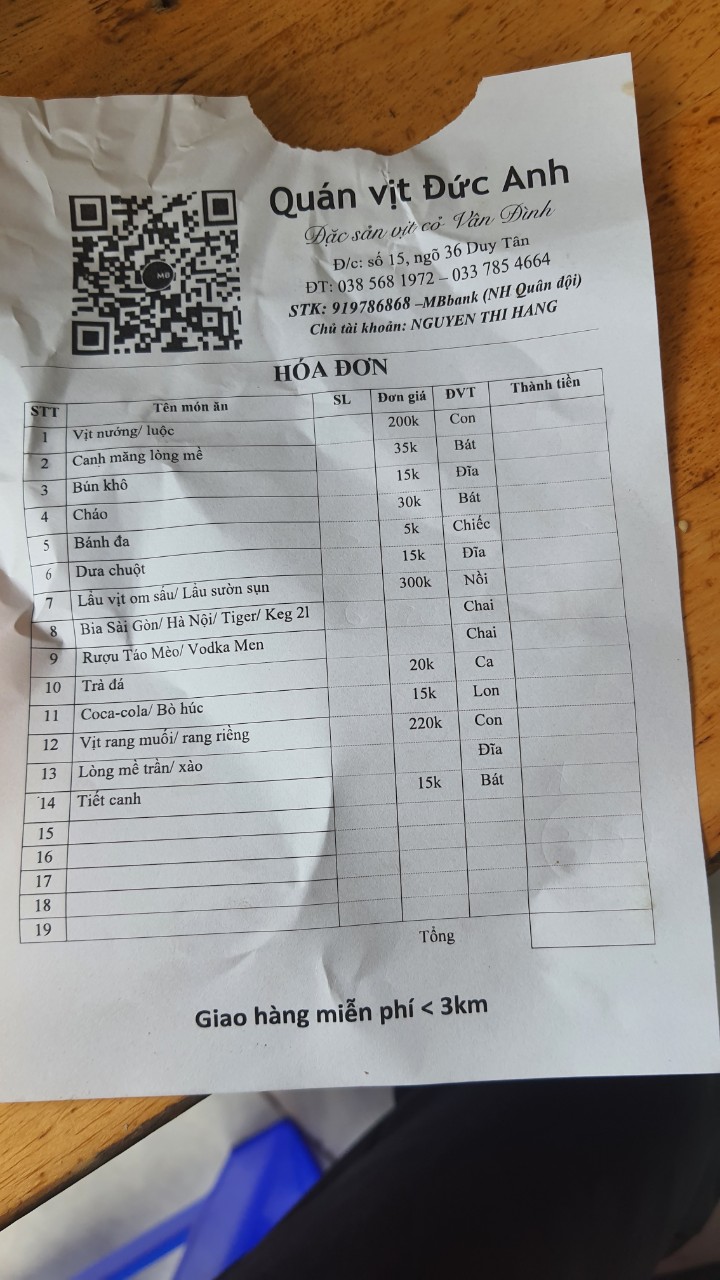 Quán vịt Đức Anh
Đặc sản vịt cỏ Vân Đình
Đ/c: số 15, ngõ 36 Duy Tân
ĐT: 038 568 1972 – 033 785 4664
STK: 919786868 –MBbank (NH Quân đội)
Chủ tài khoản: NGUYEN THI HANG
MB
HÓA ĐƠN
STT Tên món ăn SL Đơn giá ĐVT Thành tiền
1 Vịt nướng/ luộc 200k Con
2 Canh măng lòng mề 35k Bát
3 Bún khô 15k Đĩa
4 Cháo 30k Bát
5 Bánh đa 5k Chiếc
6 Dưa chuột 15k Đĩa
7 Lẩu vịt om sấu/ Lẩu sườn sụn 300k Nồi
8 Bia Sài Gòn/ Hà Nội/ Tiger/ Keg 2l Chai
9 Rượu Táo Mèo/ Vodka Men Chai
10 Trà đá 20k Ca
11 Coca-cola/ Bò húc 15k Lon
12 Vịt rang muối/ rang riềng 220k Con
13 Lòng mề trần/ xào Đĩa
14 Tiết canh 15k Bát
15
16
17
18
19
Tổng
Giao hàng miễn phí < 3km